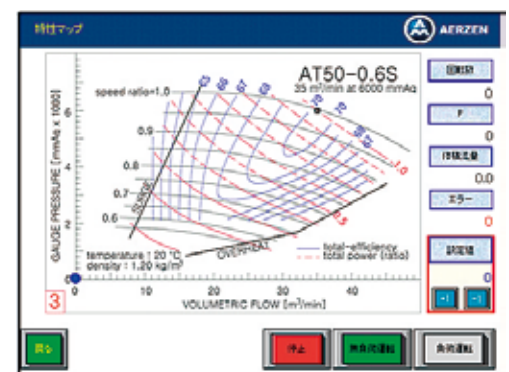 特性マップ
AERZEN
AT50-0.6S
35 m³/min at 6000 mmAq
speed ratio=1.0
0.9
0.8
0.7
0.6
SURGE
OVERHEAT
1.0
0.5
total-efficiency
total power (ratio)
temperature : 20 °C
density : 1.20 kg/m³
GAUGE PRESSURE [mmAq x 1000]
6
4
2
0
0
10
20
30
40
VOLUMETRIC FLOW [m³/min]
3
回転数
0
P
0
体積流量
0.0
エラー
0
設定値
0
+1
-1
戻る
停止
無負荷運転
負荷運転